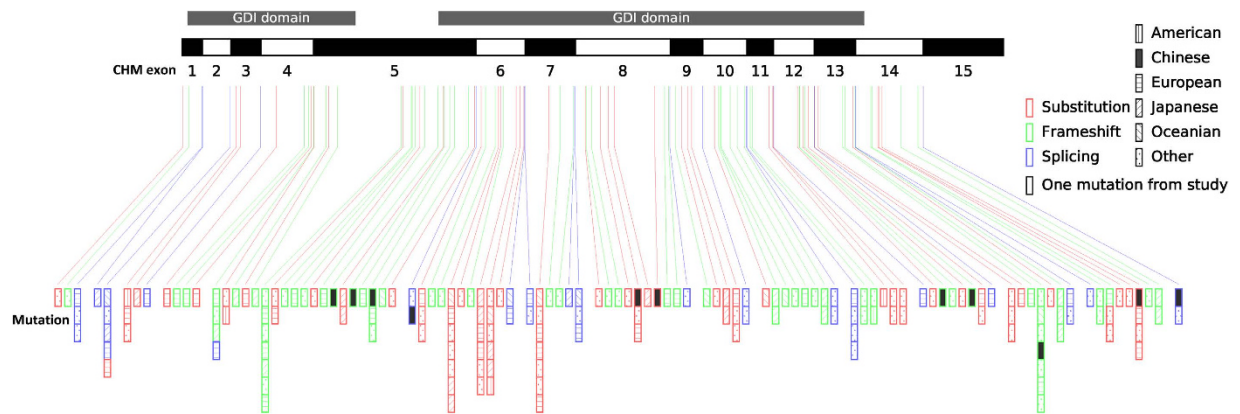 GDI domain GDI domain
CHM exon 1 2 3 4 5 6 7 8 9 10 11 12 13 14 15
American
Chinese
European
Substitution Japanese
Frameshift Oceanian
Splicing Other
One mutation from study
Mutation